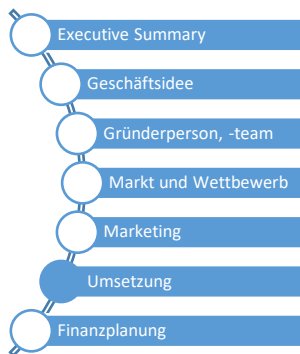 Executive Summary
Geschäftsidee
Gründerperson, -team
Markt und Wettbewerb
Marketing
Umsetzung
Finanzplanung